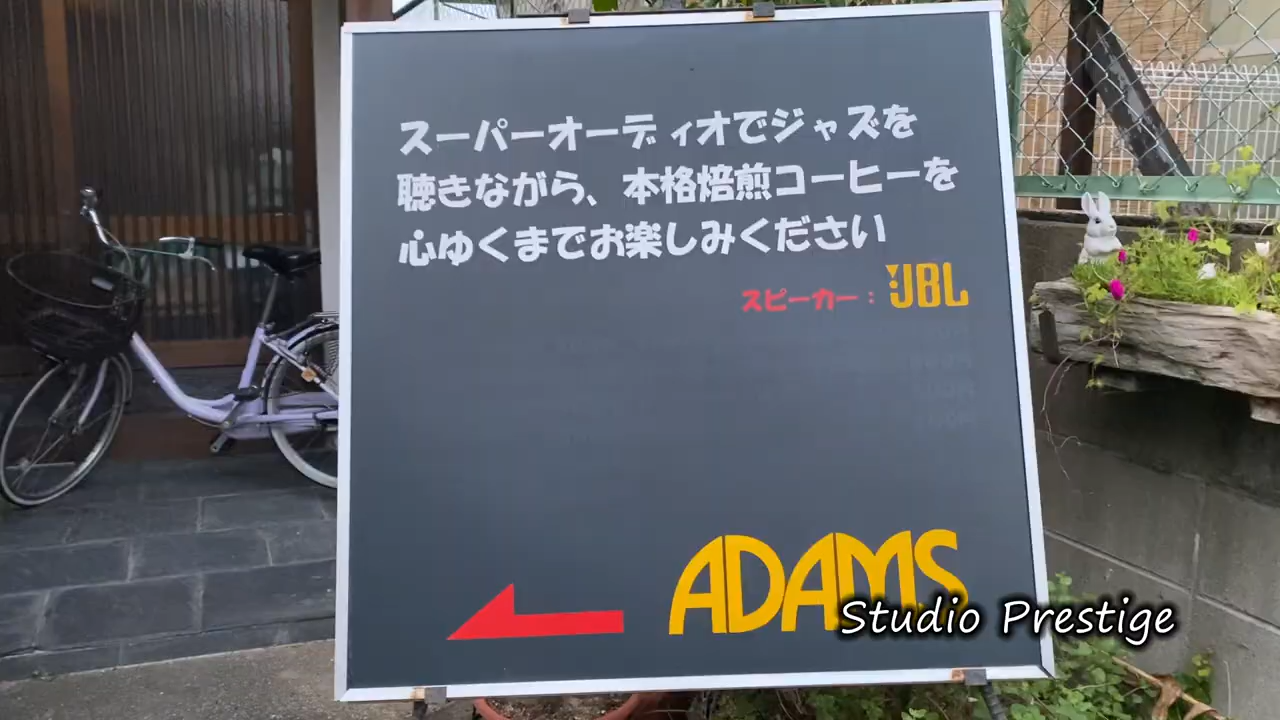 スーパーオーディオでジャズを
聴きながら、本格焙煎コーヒーを
心ゆくまでお楽しみください
スピーカー：JBL
ADAMS
Studio Prestige